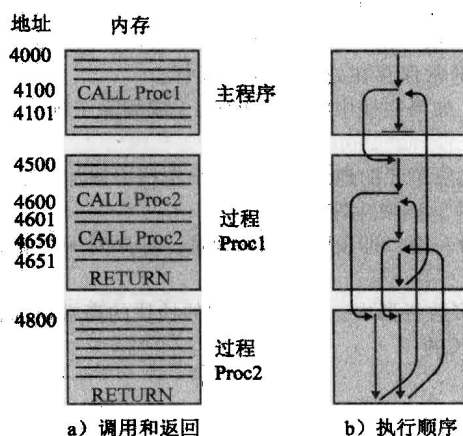 地址 内存
4000
4100 CALL Proc1 主程序
4101
4500
4600 CALL Proc2
4601 过程
4650 CALL Proc2 Proc1
4651
RETURN
4800
过程
Proc2
RETURN
a）调用和返回 b）执行顺序